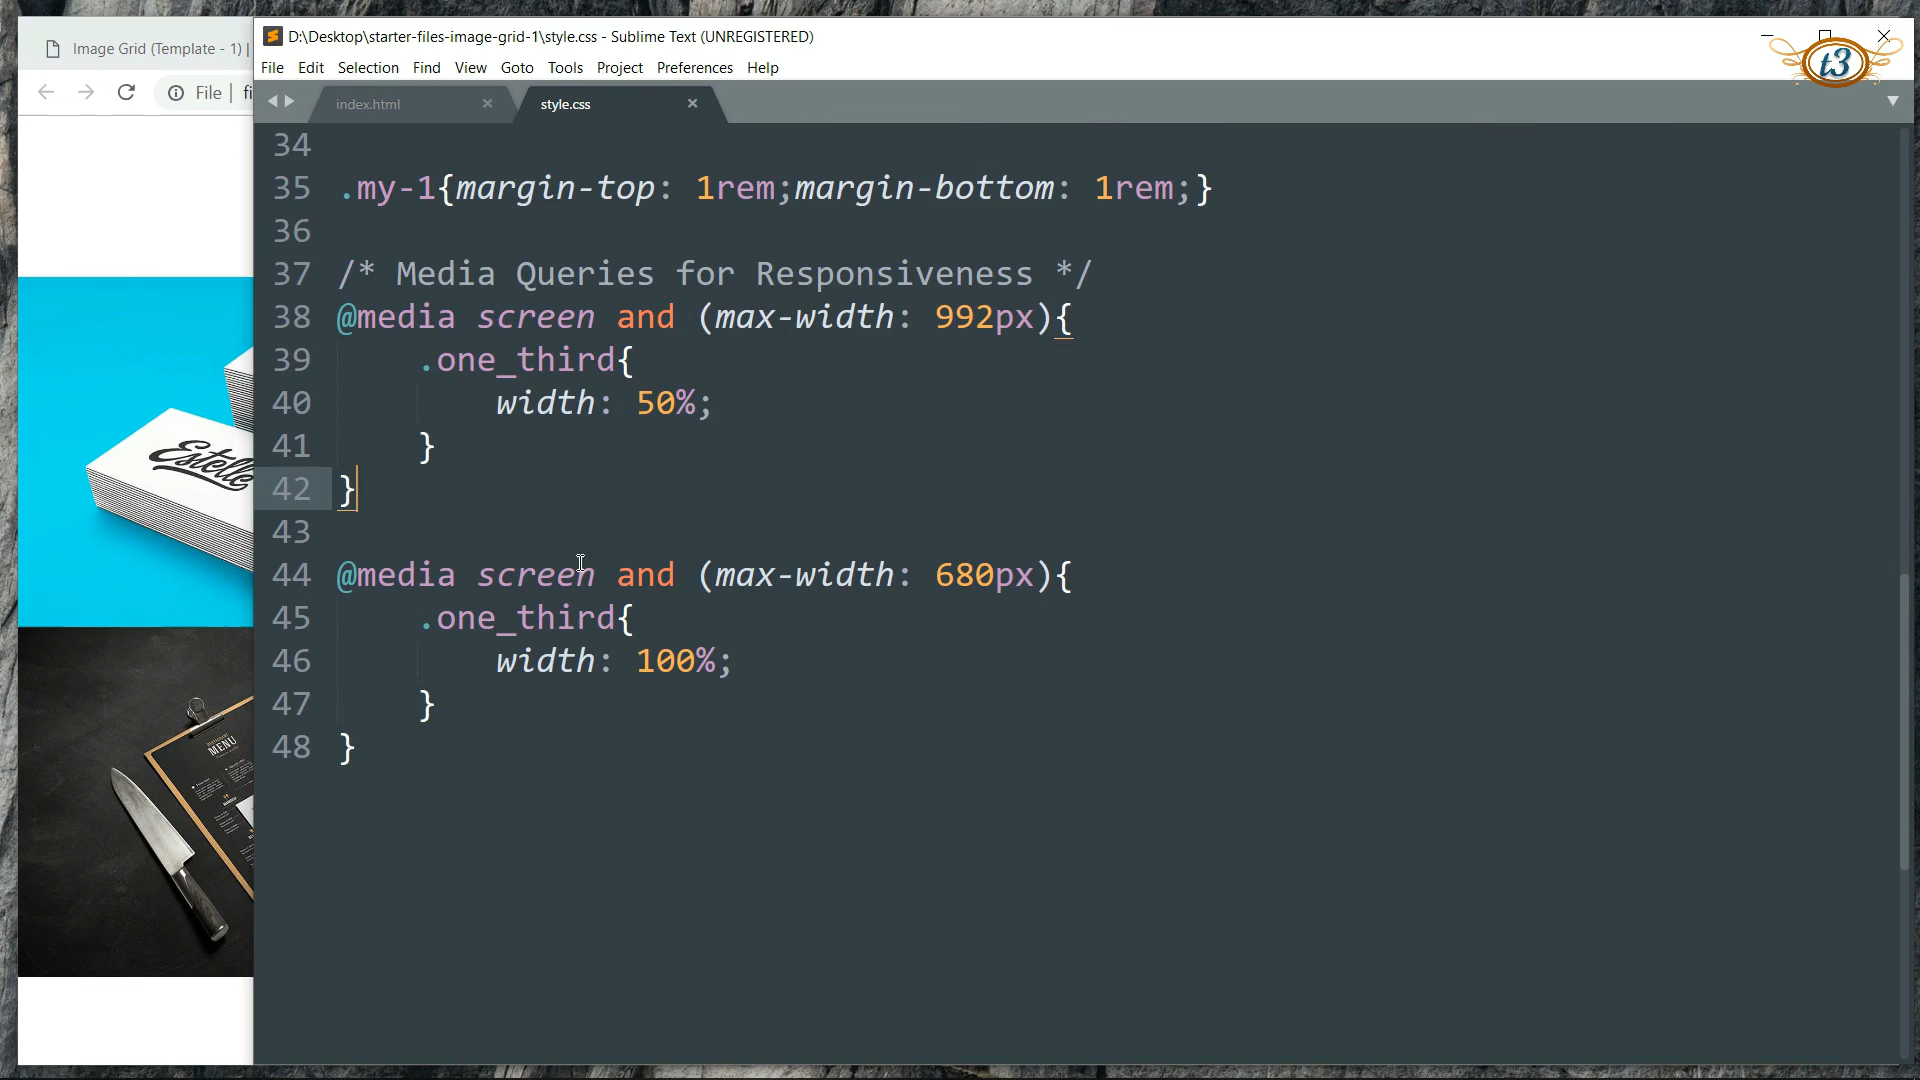 Image Grid (Template - 1) |
D:\Desktop\starter-files-image-grid-1\style.css - Sublime Text (UNREGISTERED)
t3
File Edit Selection Find View Goto Tools Project Preferences Help
File | fi
index.html × style.css ×
34
35 .my-1{margin-top: 1rem;margin-bottom: 1rem;}
36
37 /* Media Queries for Responsiveness */
38 @media screen and (max-width: 992px){
39 .one_third{
40 width: 50%;
41 }
42 }
43
44 @media screen and (max-width: 680px){
45 .one_third{
46 width: 100%;
47 }
48 }
Estelle
MENU